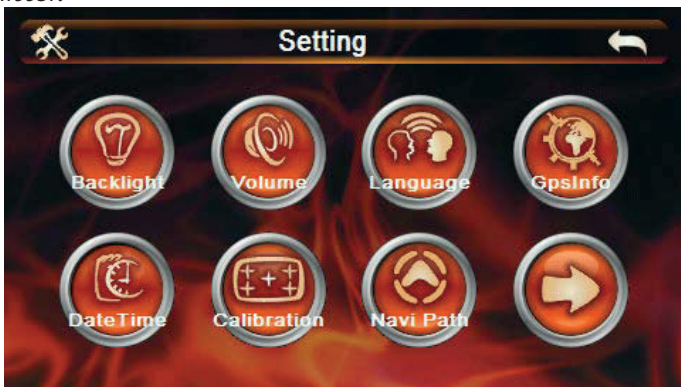 Setting
Backlight
Volume
Language
GpsInfo
DateTime
Calibration
Navi Path